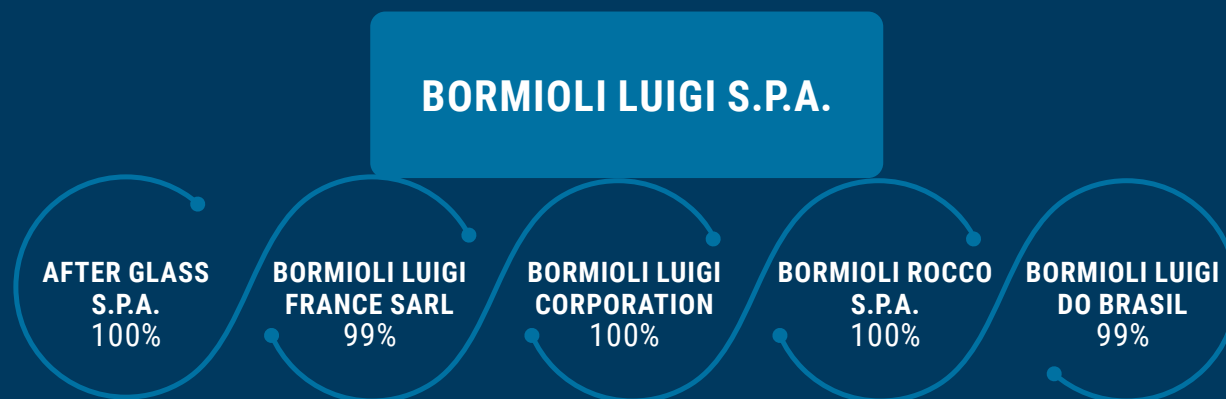 BORMIOLI LUIGI S.P.A.
AFTER GLASS
S.P.A.
100%
BORMIOLI LUIGI
FRANCE SARL
99%
BORMIOLI LUIGI
CORPORATION
100%
BORMIOLI ROCCO
S.P.A.
100%
BORMIOLI LUIGI
DO BRASIL
99%